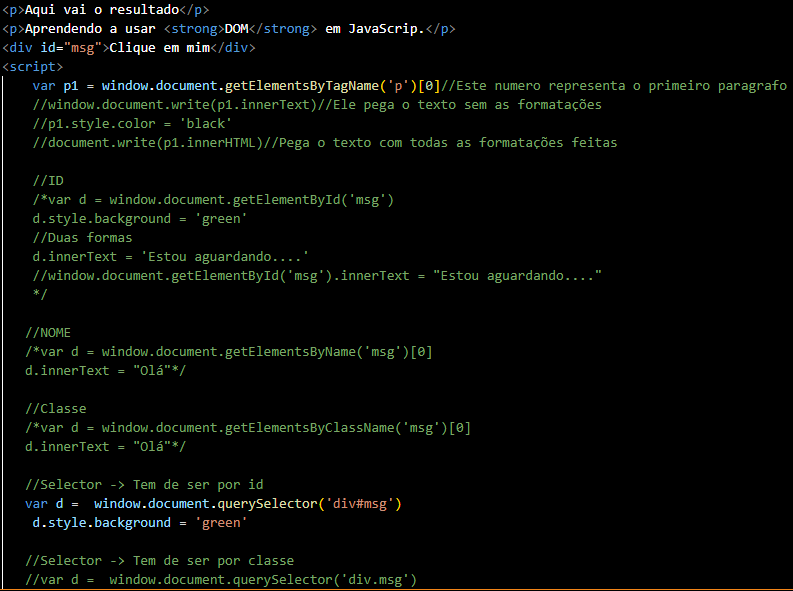 <p>Aqui vai o resultado</p>
<p>Aprendendo a usar <strong>DOM</strong> em JavaScrip.</p>
<div id="msg">Clique em mim</div>
<script>
    var p1 = window.document.getElementsByTagName('p')[0]//Este numero representa o primeiro paragrafo
    //window.document.write(p1.innerText)//Ele pega o texto sem as formatações
    //p1.style.color = 'black'
    //document.write(p1.innerHTML)//Pega o texto com todas as formatações feitas

    //ID
    /*var d = window.document.getElementById('msg')
    d.style.background = 'green'
    //Duas formas
    d.innerText = 'Estou aguardando....'
    //window.document.getElementById('msg').innerText = "Estou aguardando...."
    */

   //NOME
   /*var d = window.document.getElementsByName('msg')[0]
   d.innerText = "Olá"*/

   //Classe
   /*var d = window.document.getElementsByClassName('msg')[0]
   d.innerText = "Olá"*/

   //Selector -> Tem de ser por id
   var d =  window.document.querySelector('div#msg')
    d.style.background = 'green'

   //Selector -> Tem de ser por classe
   //var d =  window.document.querySelector('div.msg')